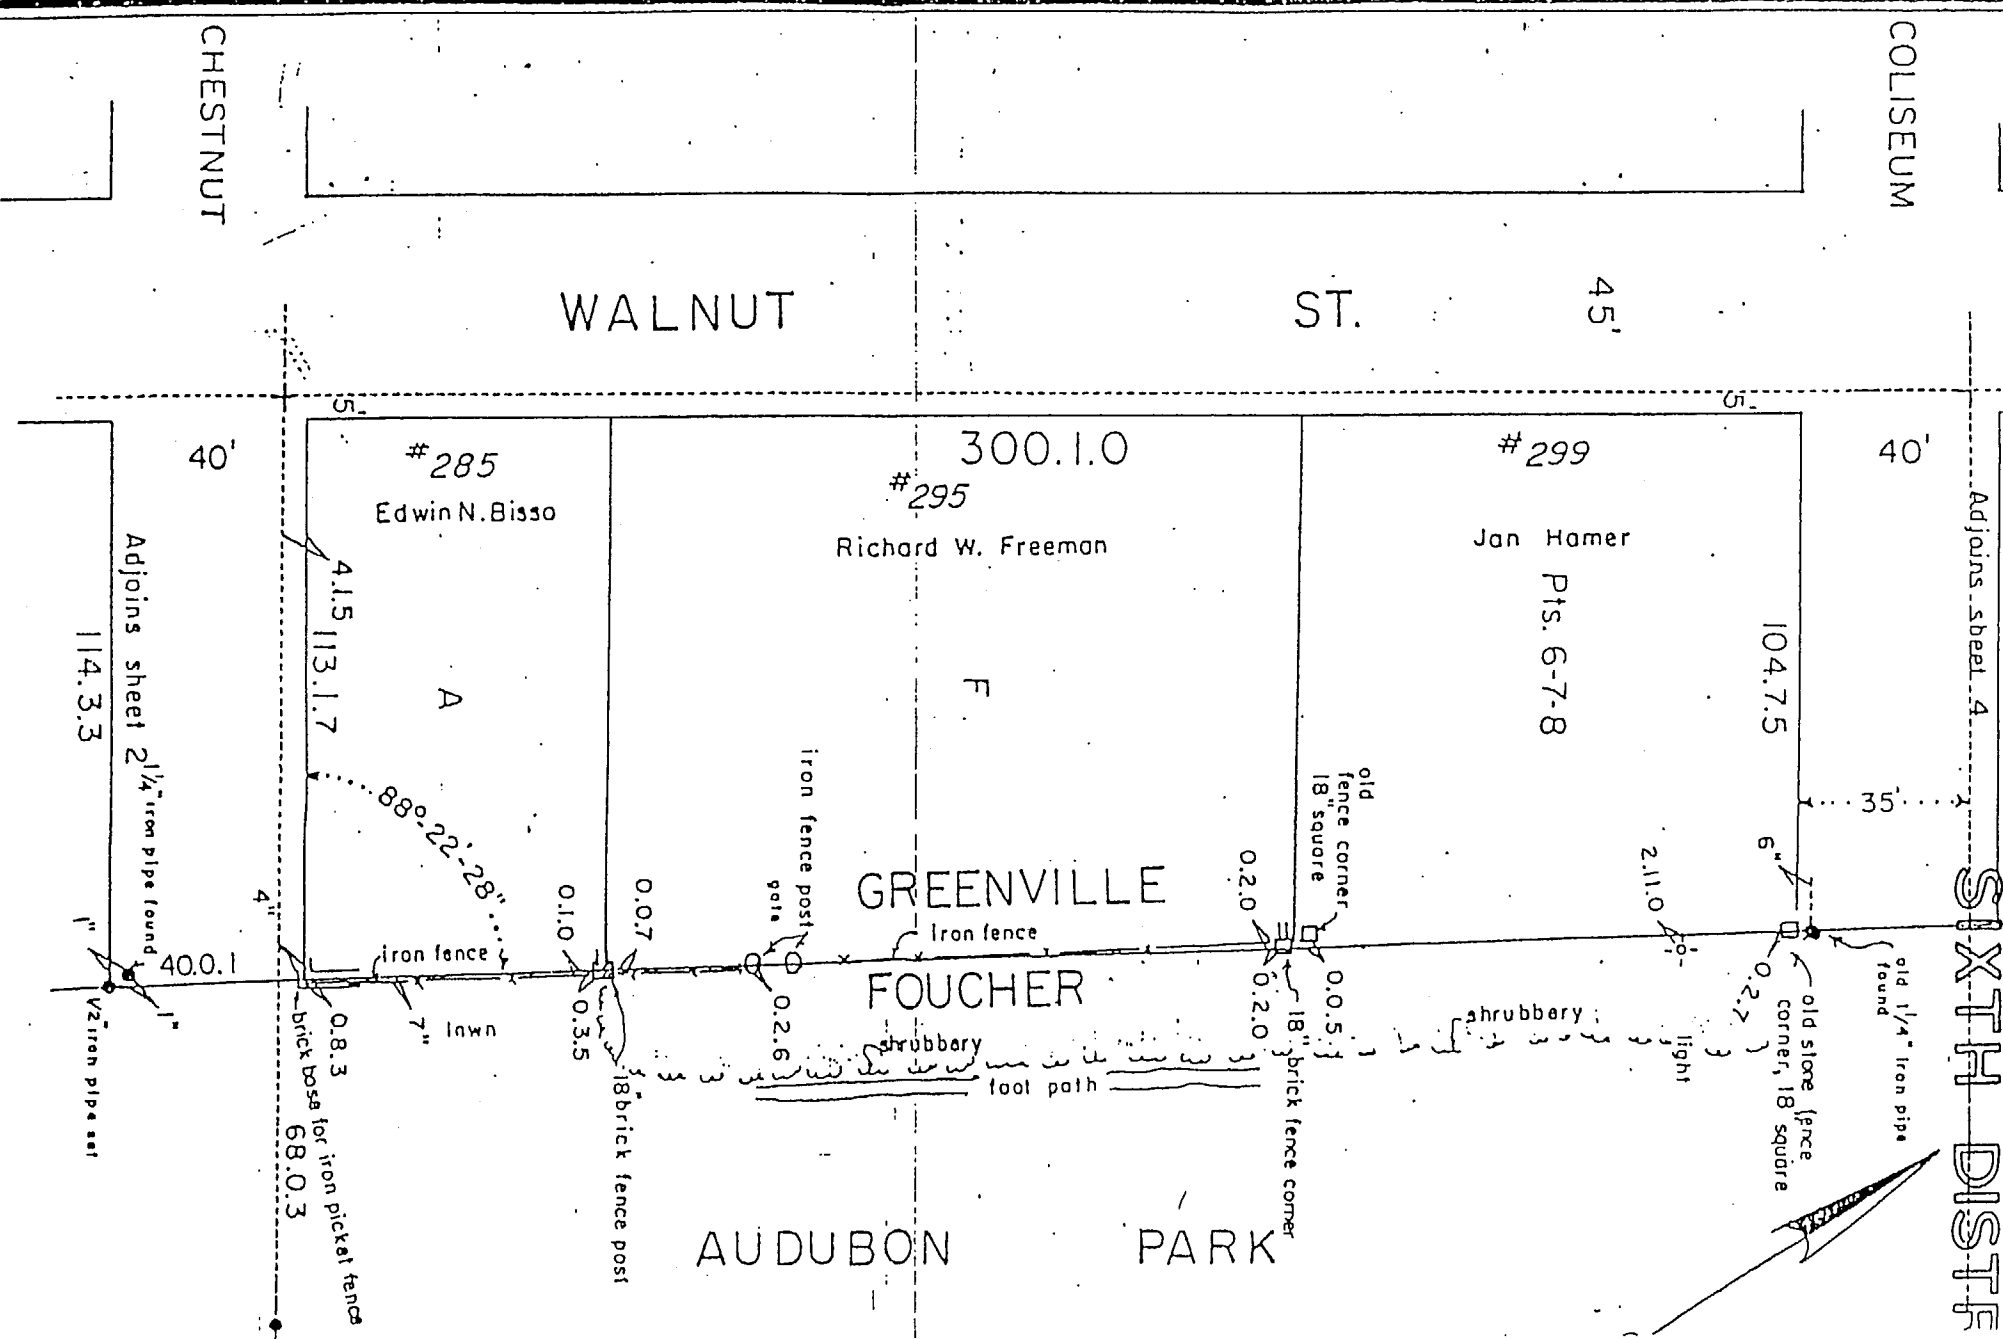 CHESTNUT
COLISEUM
WALNUT ST. 45'
5'
5'
40'
#285
Edwin N. Bisso
300.1.0
#295
Richard W. Freeman
#299
Jan Hamer
40'
Adjoins sheet 4
Adjoins sheet 2
114.3.3
4.1.5
113.1.7
A
F
Pts. 6-7-8
104.7.5
35'
88°-22'-28"
1 1/4" iron pipe found
iron fence post
gate
old
fence corner
18" square
GREENVILLE
0.2.0
2.11.0
6"
4"
0.1.0
0.0.7
1"
40.0.1
iron fence
Iron fence
SIXTH DISTR
1"
1/2" iron pipe set
0.8.3
7"
lawn
0.3.5
FOUCHER
0.2.6
0.2.0
0.0.5
shrubbery
shrubbery
light
0.2.2
old 1 1/4" iron pipe
found
old stone fence
corner, 18" square
foot path
brick base for iron picket fence
68.0.3
18" brick fence post
18" brick fence corner
AUDUBON PARK